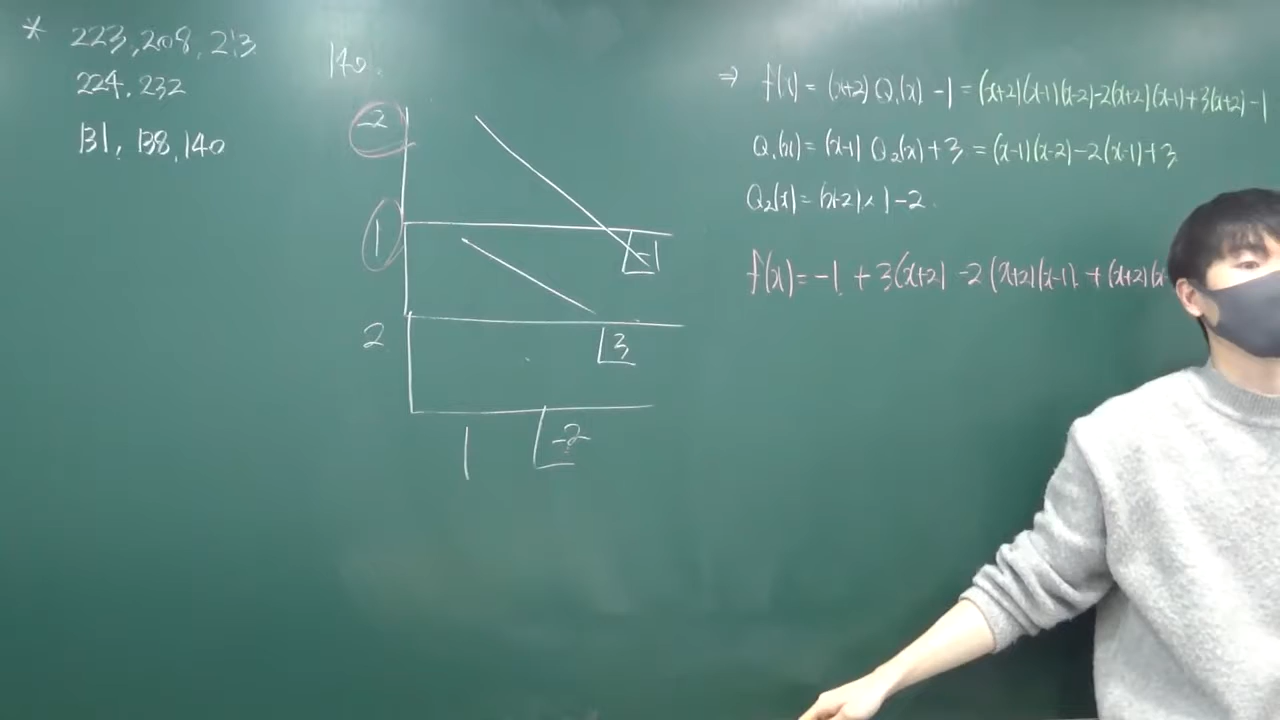 * 223, 208, 213
224. 232
131, 138, 140
140.
-2
1
-1
2
3
1
-2
⇒ f(x) = (x+2) Q₁(x) - 1 = (x+2)(x-1)(x-2)-2(x+2)(x-1)+3(x+2)-1
Q₁(x) = (x-1) Q₂(x) + 3 = (x-1)(x-2)-2(x-1)+3
Q₂(x) = (x-2)×1-2.
f(x) = -1 + 3(x+2) -2(x+2)(x-1) + (x+2)(x-